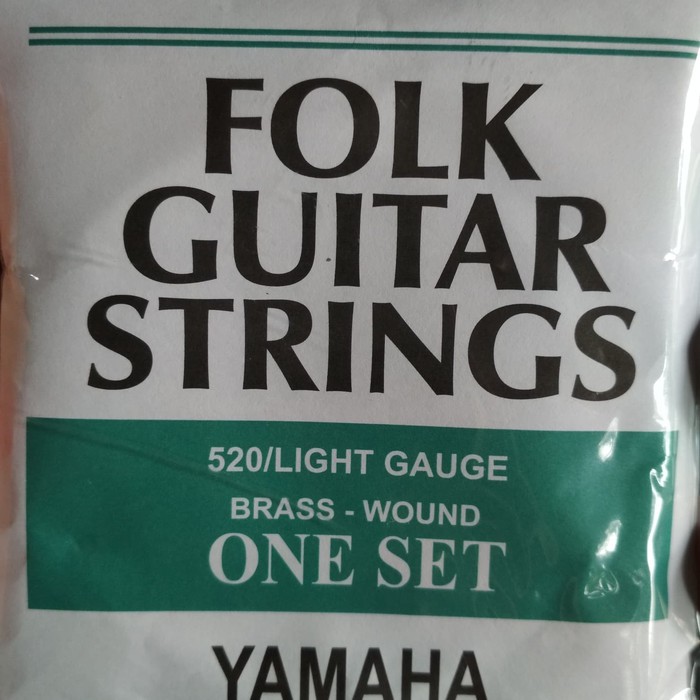 FOLK
GUITAR
STRINGS
520/LIGHT GAUGE
BRASS - WOUND
ONE SET
YAMAHA